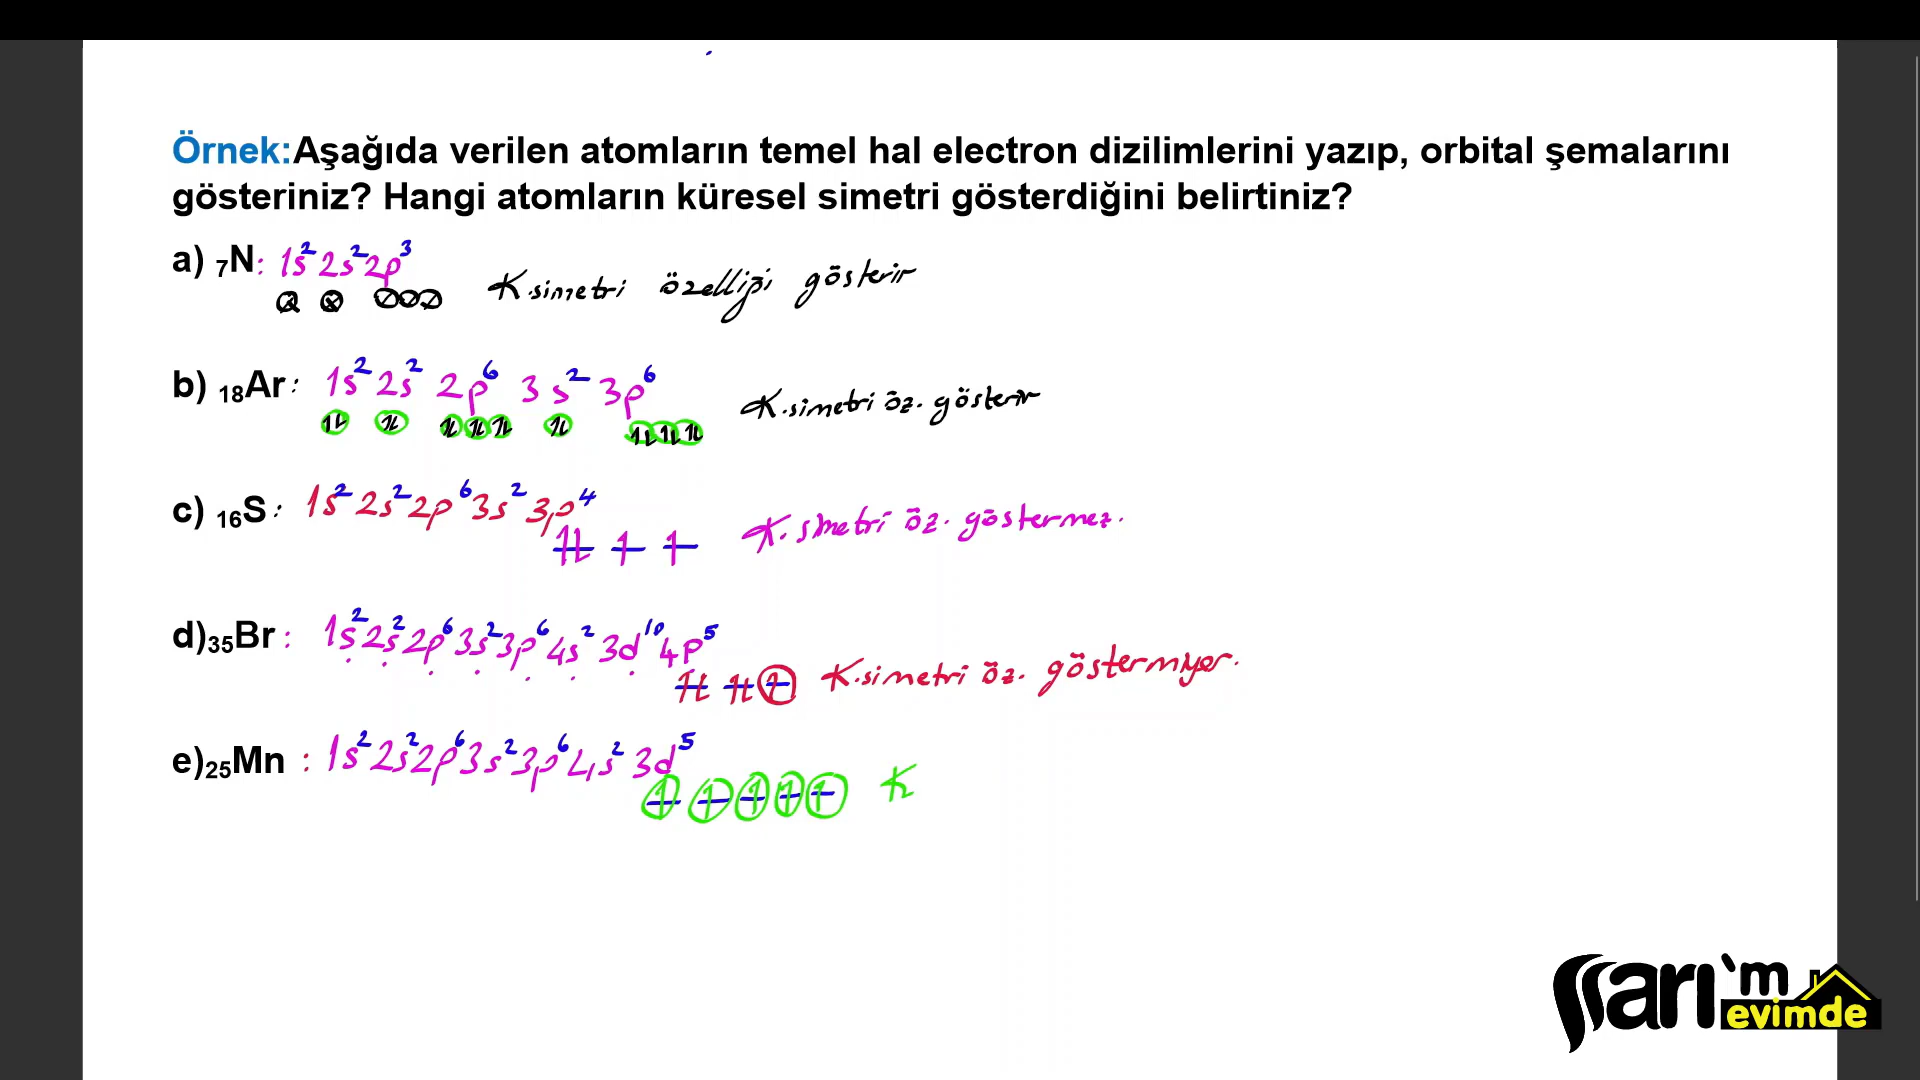 Örnek:Aşağıda verilen atomların temel hal electron dizilimlerini yazıp, orbital şemalarını
gösteriniz? Hangi atomların küresel simetri gösterdiğini belirtiniz?
a) ₇N: 1s² 2s² 2p³
K.simetri özelliği gösterir
b) ₁₈Ar: 1s² 2s² 2p⁶ 3s² 3p⁶
K.simetri öz. gösterir
c) ₁₆S: 1s² 2s² 2p⁶ 3s² 3p⁴
K. simetri öz. göstermez.
d)₃₅Br: 1s² 2s² 2p⁶ 3s² 3p⁶ 4s² 3d¹⁰ 4p⁵
K.simetri öz. göstermiyor.
e)₂₅Mn : 1s² 2s² 2p⁶ 3s² 3p⁶ 4s² 3d⁵
K
sarı'm
evimde